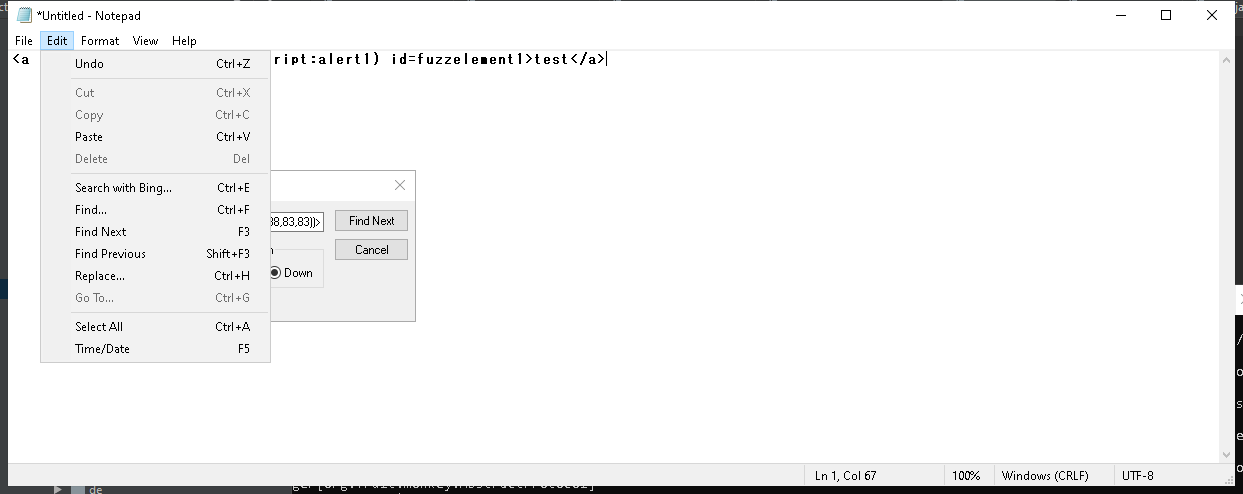 *Untitled - Notepad
File Edit Format View Help
<a ript:alert1) id=fuzzelement1>test</a>
Undo Ctrl+Z
Cut Ctrl+X
Copy Ctrl+C
Paste Ctrl+V
Delete Del
Search with Bing... Ctrl+E
Find... Ctrl+F
Find Next F3
Find Previous Shift+F3
Replace... Ctrl+H
Go To... Ctrl+G
Select All Ctrl+A
Time/Date F5
88,83,83))> Find Next
Cancel
Down
Ln 1, Col 67 100% Windows (CRLF) UTF-8
de